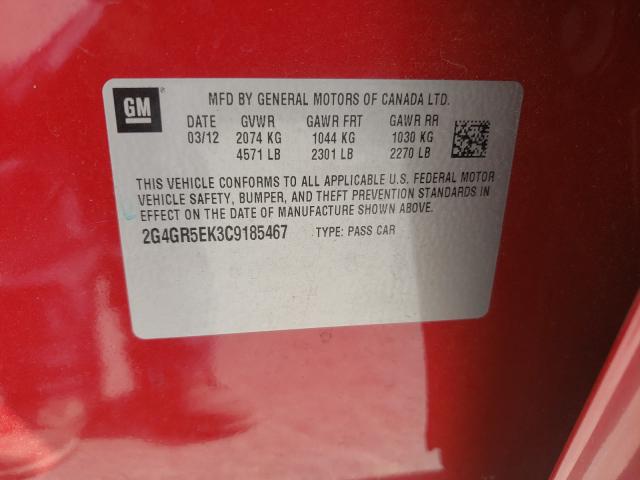 GM
MFD BY GENERAL MOTORS OF CANADA LTD.
DATE GVWR GAWR FRT GAWR RR
03/12 2074 KG 1044 KG 1030 KG
4571 LB 2301 LB 2270 LB
THIS VEHICLE CONFORMS TO ALL APPLICABLE U.S. FEDERAL MOTOR
VEHICLE SAFETY, BUMPER, AND THEFT PREVENTION STANDARDS IN
EFFECT ON THE DATE OF MANUFACTURE SHOWN ABOVE.
2G4GR5EK3C9185467 TYPE: PASS CAR